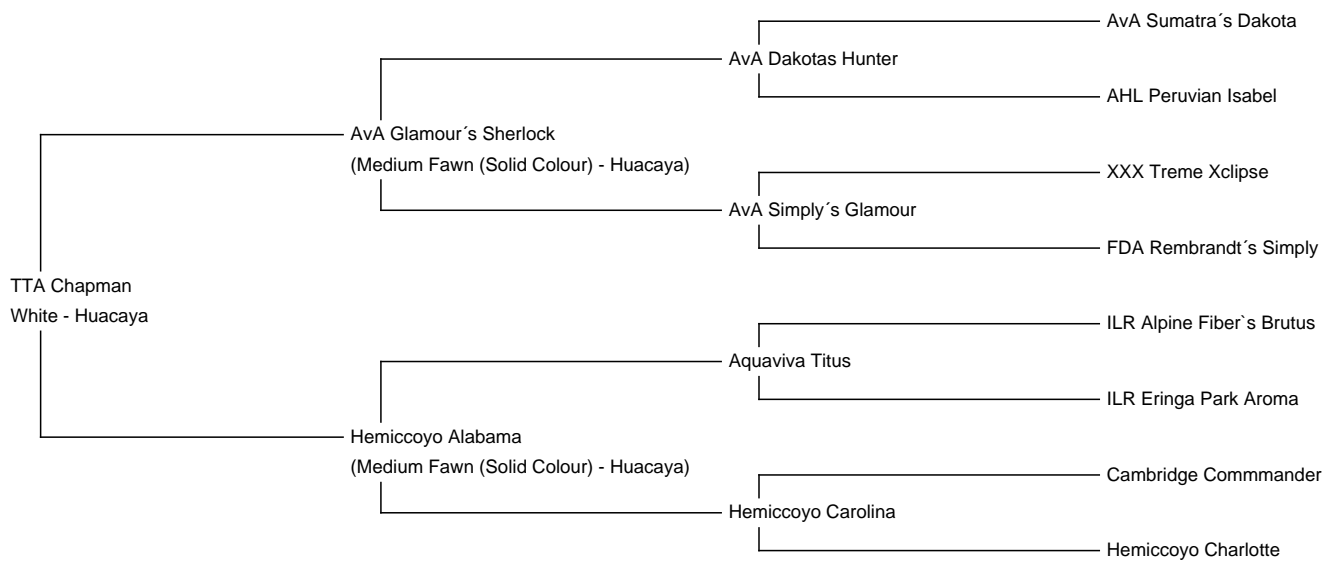 AvA Sumatra´s Dakota
AvA Dakotas Hunter
AHL Peruvian Isabel
AvA Glamour´s Sherlock
(Medium Fawn (Solid Colour) - Huacaya)
XXX Treme Xclipse
AvA Simply´s Glamour
FDA Rembrandt´s Simply
TTA Chapman
White - Huacaya
ILR Alpine Fiber`s Brutus
Aquaviva Titus
ILR Eringa Park Aroma
Hemiccoyo Alabama
(Medium Fawn (Solid Colour) - Huacaya)
Cambridge Commmander
Hemiccoyo Carolina
Hemiccoyo Charlotte